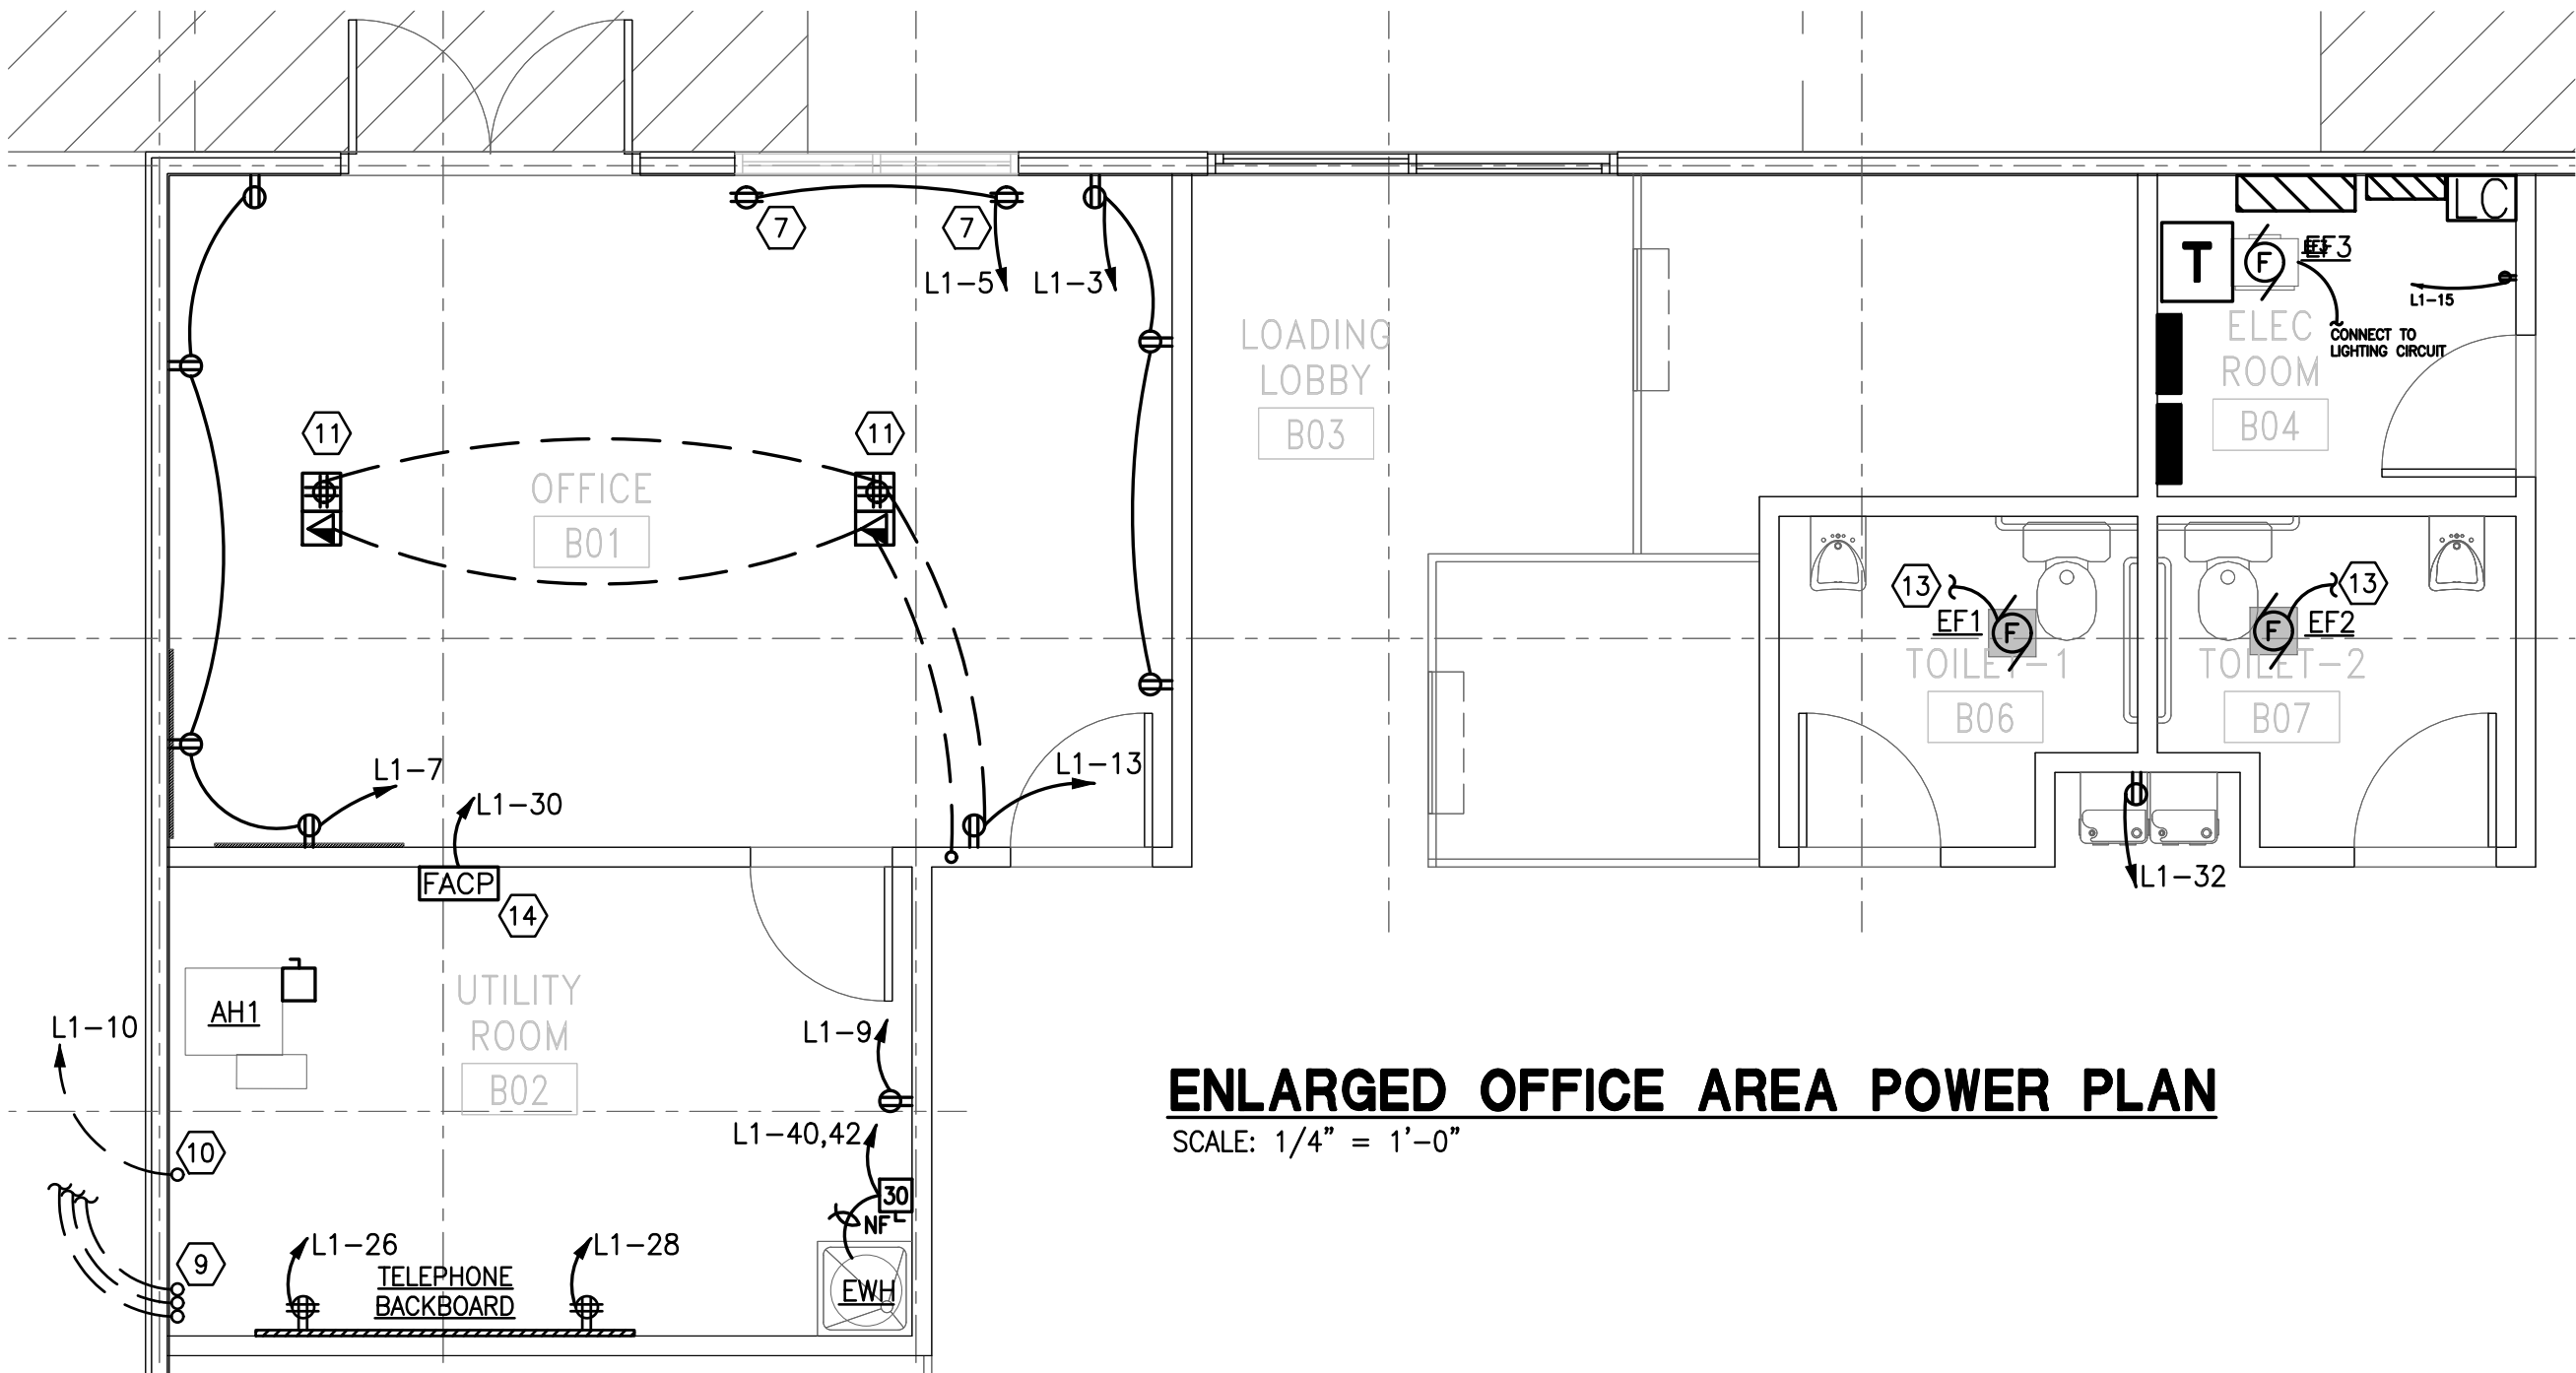 7
7
L1-5
L1-3
LC
T
F
EF3
L1-15
CONNECT TO
LIGHTING CIRCUIT
LOADING
LOBBY
B03
ELEC
ROOM
B04
11
11
OFFICE
B01
13
13
EF1
F
F
EF2
TOILET-1
B06
TOILET-2
B07
L1-7
L1-13
L1-30
FACP
14
L1-32
UTILITY
ROOM
B02
AH1
L1-10
L1-9
10
L1-40,42
30
NF
9
L1-26
TELEPHONE
BACKBOARD
L1-28
EWH
ENLARGED OFFICE AREA POWER PLAN
SCALE: 1/4" = 1'-0"